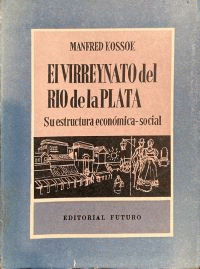 MANFRED KOSSOK
El VIRREYNATO del
RIO de la PLATA
Su estructura económica-social
EDITORIAL FUTURO